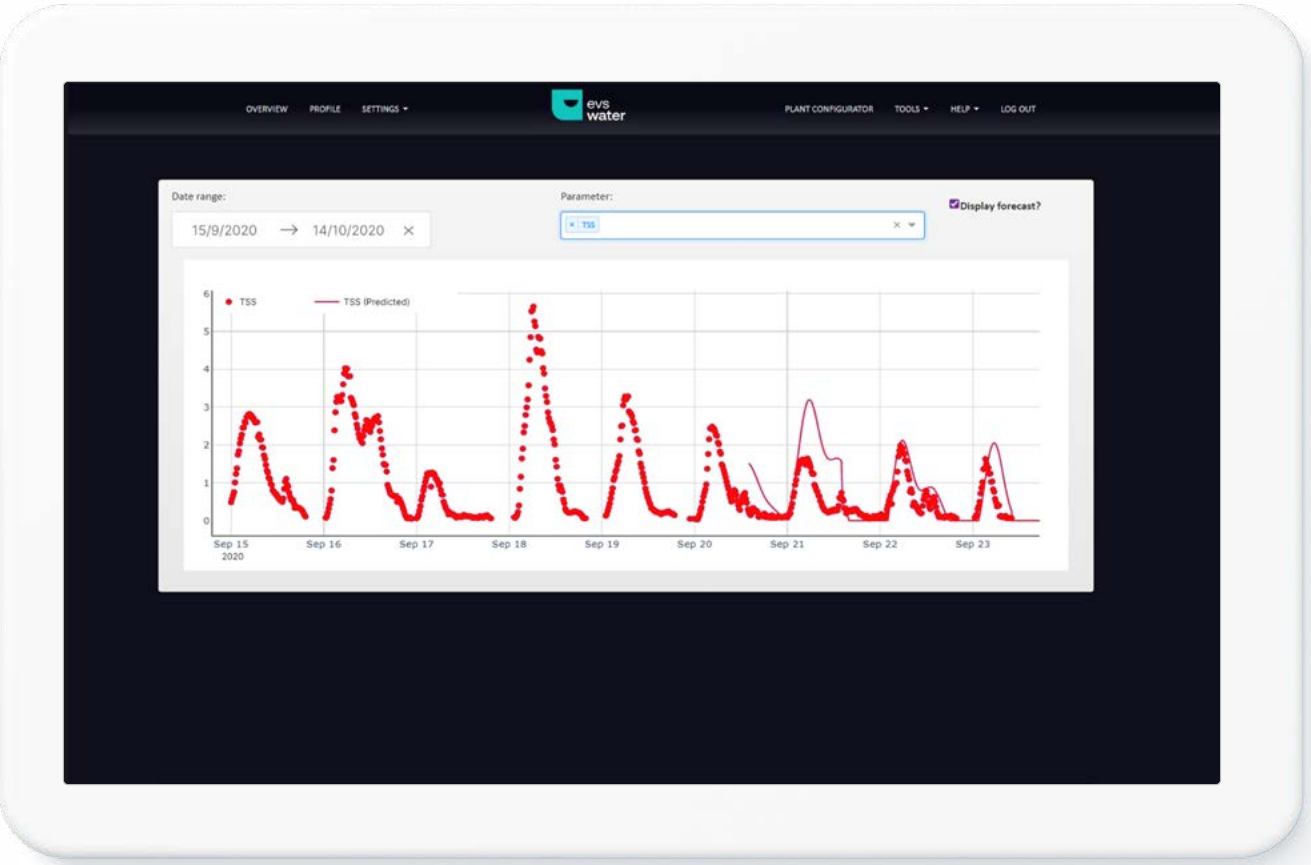 OVERVIEW PROFILE SETTINGS
evs
water
PLANT CONFIGURATOR TOOLS HELP LOG OUT
Date range:
15/9/2020 → 14/10/2020 ×
Parameter:
× TSS ×
Display forecast?
TSS TSS (Predicted)
6
5
4
3
2
1
0
Sep 15 Sep 16 Sep 17 Sep 18 Sep 19 Sep 20 Sep 21 Sep 22 Sep 23
2020